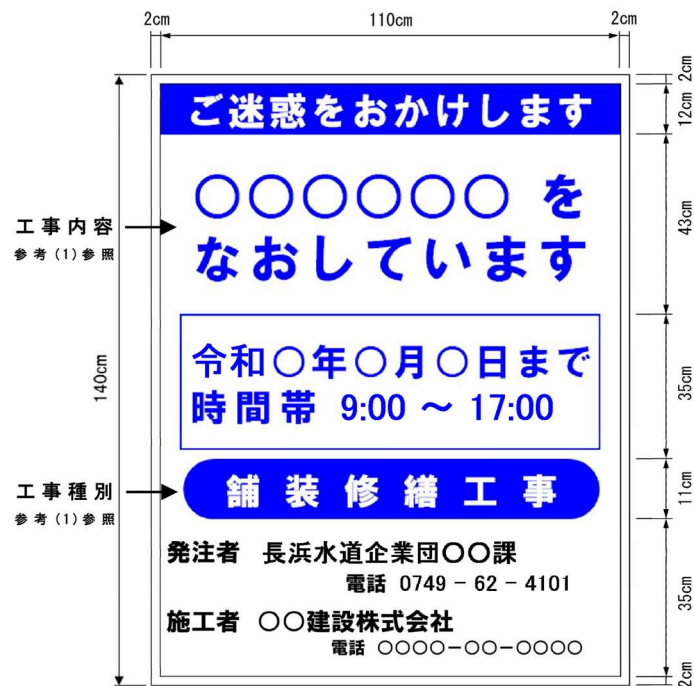 2cm
110cm
2cm
2cm
ご迷惑をおかけします
12cm
○○○○○○ を
なおしています
工事内容
参考(1)参照
43cm
令和○年○月○日まで
時間帯 9:00 ～ 17:00
140cm
35cm
工事種別
参考(1)参照
舗装修繕工事
11cm
発注者 長浜水道企業団○○課
電話 0749 − 62 − 4101
施工者 ○○建設株式会社
電話 ○○○○−○○−○○○○
35cm
2cm